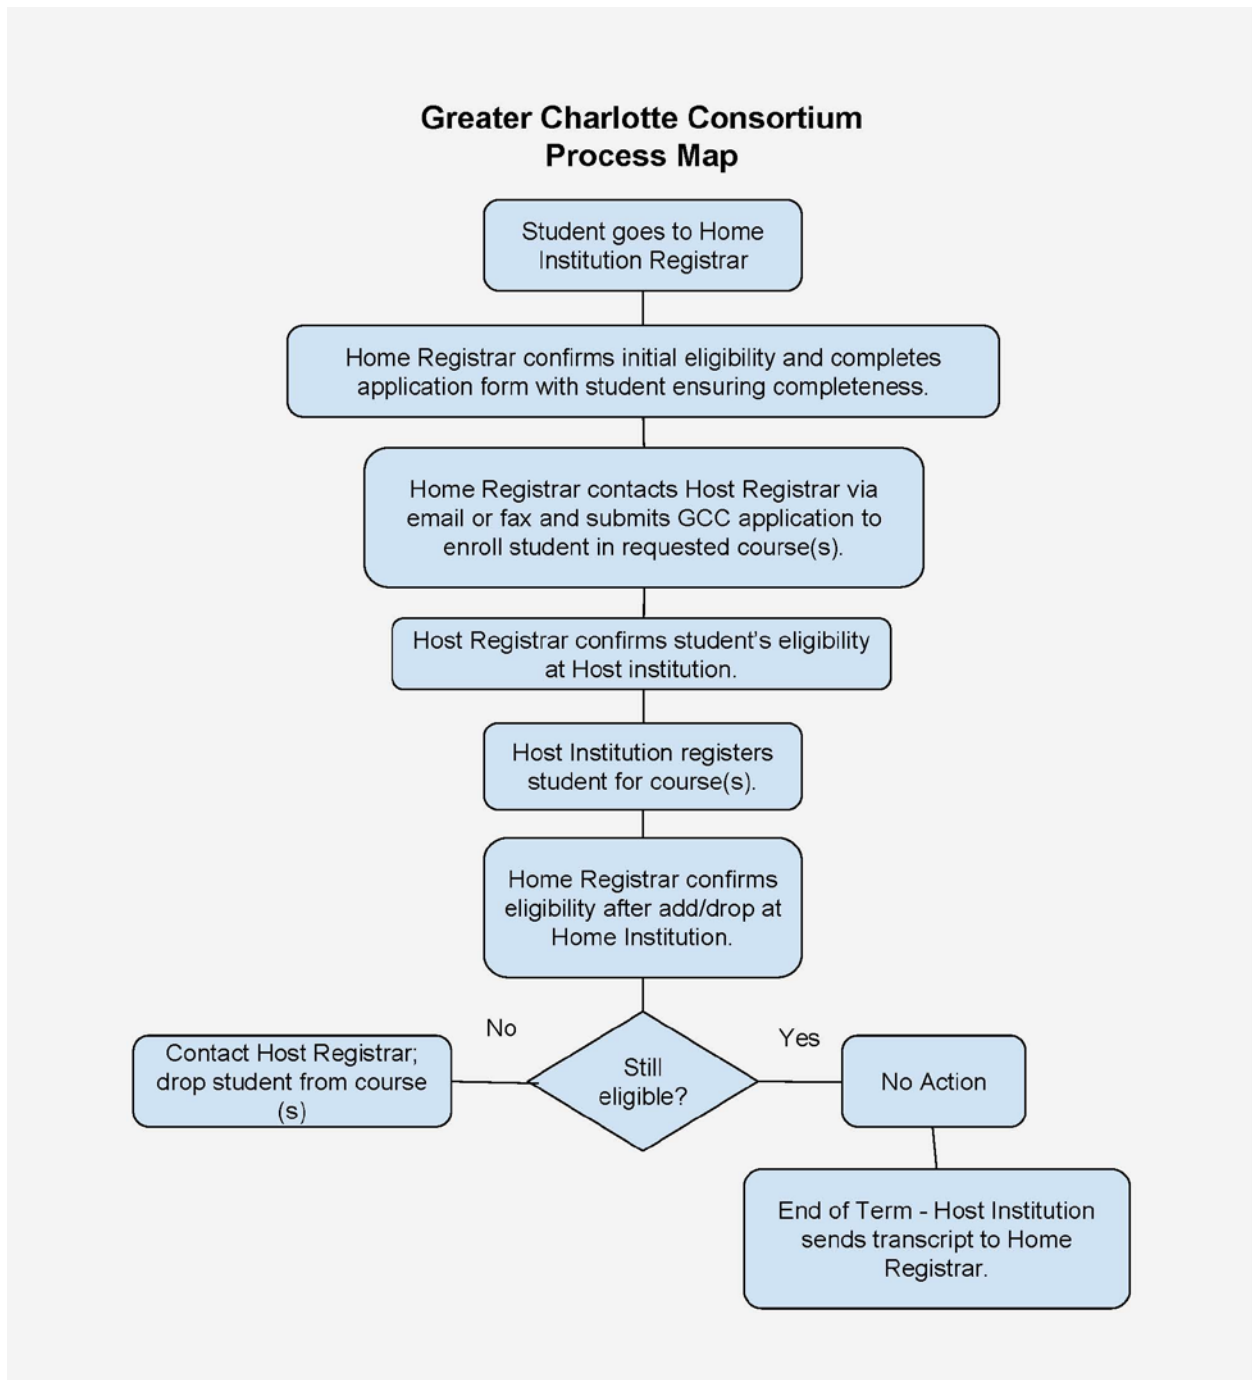 Greater Charlotte Consortium
Process Map
Student goes to Home
Institution Registrar
Home Registrar confirms initial eligibility and completes
application form with student ensuring completeness.
Home Registrar contacts Host Registrar via
email or fax and submits GCC application to
enroll student in requested course(s).
Host Registrar confirms student's eligibility
at Host institution.
Host Institution registers
student for course(s).
Home Registrar confirms
eligibility after add/drop at
Home Institution.
No
Yes
Contact Host Registrar;
drop student from course
(s)
Still
eligible?
No Action
End of Term - Host Institution
sends transcript to Home
Registrar.